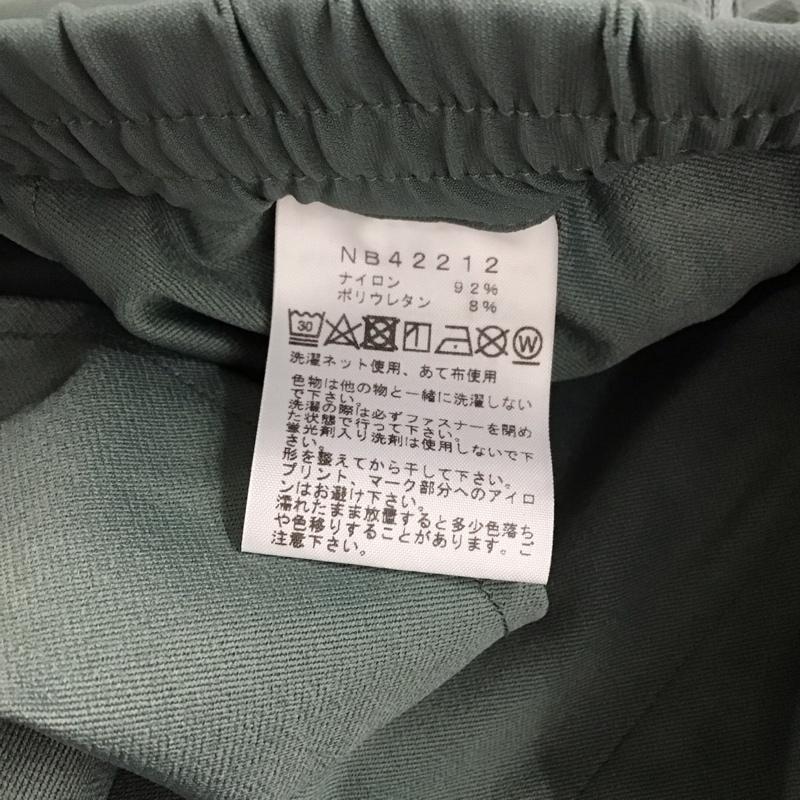 NB42212
ナイロン 92%
ポリウレタン 8%
30 W
洗濯ネット使用、あて布使用
色物は他の物と一緒に洗濯しない
で下さい。
洗濯の際は必ずファスナーを閉め
た状態で行って下さい。
蛍光剤入り洗剤は使用しないで下
さい。
形を整えてから干して下さい。
プリント、マーク部分へのアイロ
ンはお避け下さい。
濡れたまま放置すると多少色落ち
や色移りすることがあります。ご
注意下さい。